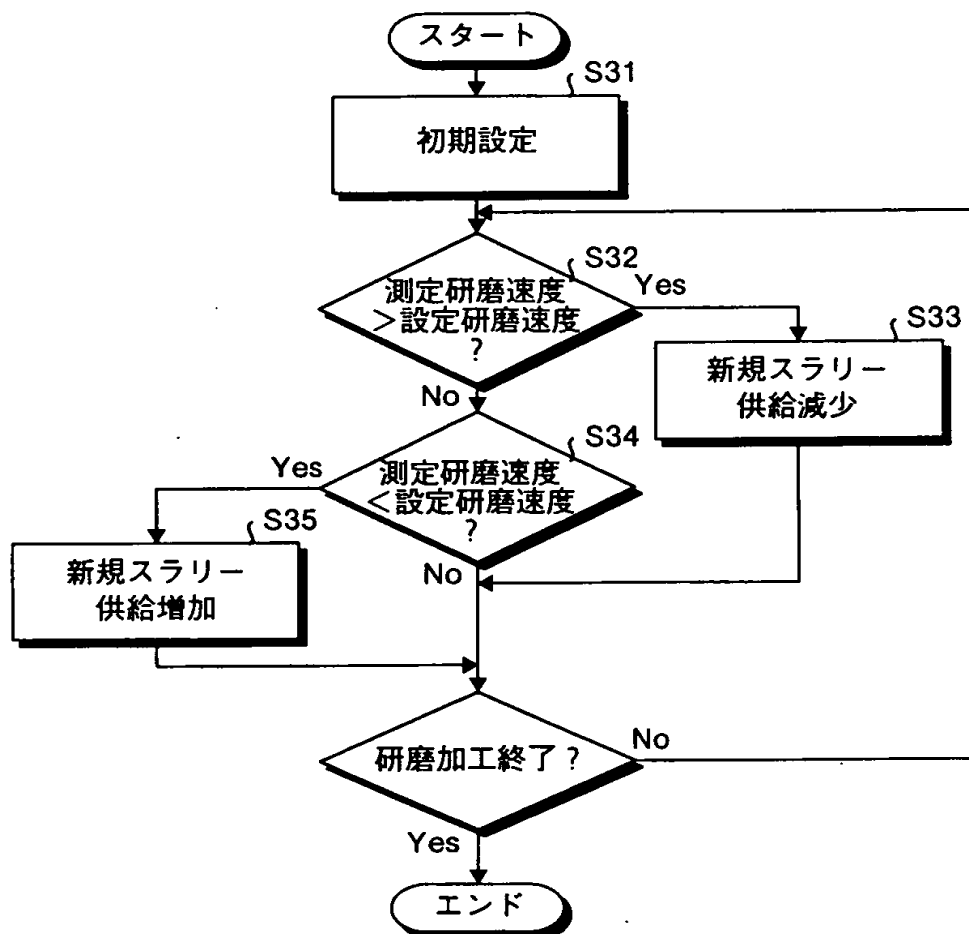 スタート
S31
初期設定
S32
測定研磨速度
>設定研磨速度
?
Yes
S33
新規スラリー
供給減少
No
S34
測定研磨速度
<設定研磨速度
?
Yes
S35
新規スラリー
供給増加
No
研磨加工終了?
No
Yes
エンド